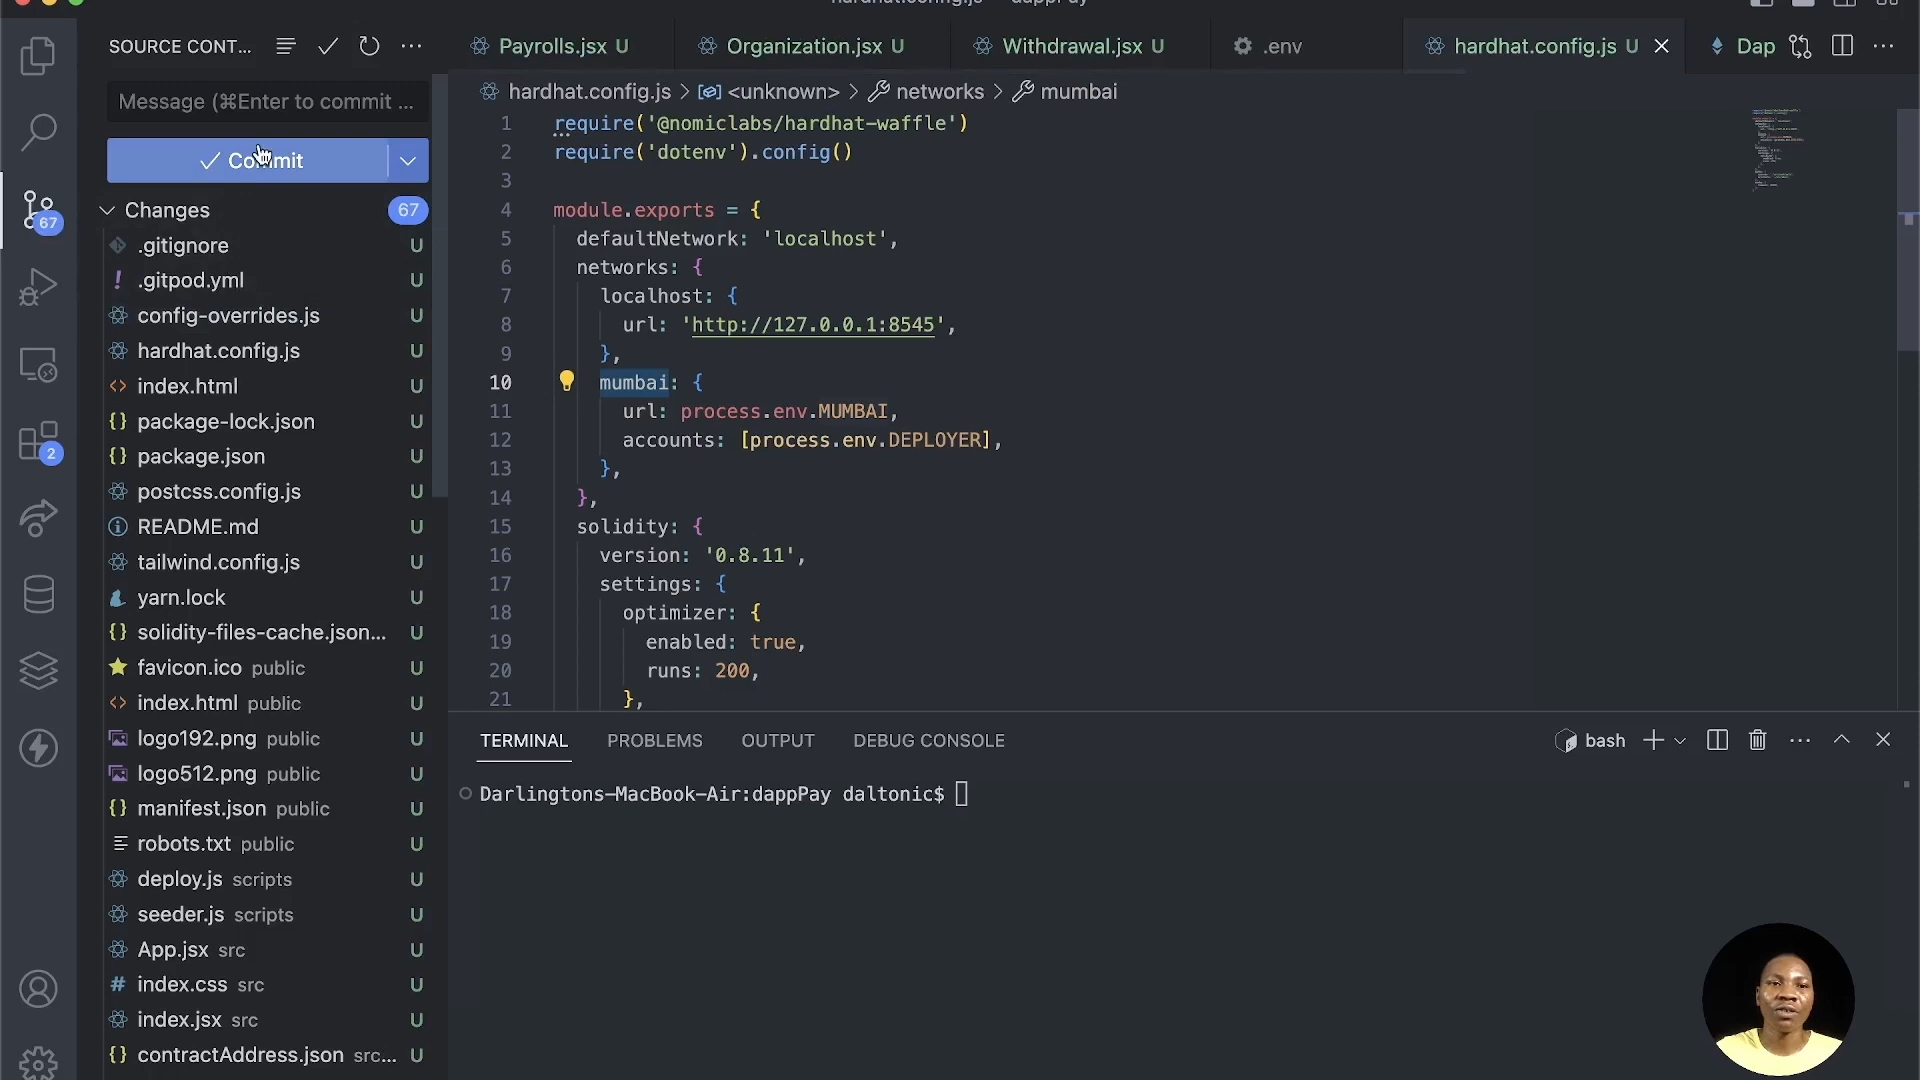 SOURCE CONT...
Message (⌘Enter to commit ...
Commit
Changes 67
.gitignore U
.gitpod.yml U
config-overrides.js U
hardhat.config.js U
index.html U
package-lock.json U
package.json U
postcss.config.js U
README.md U
tailwind.config.js U
yarn.lock U
solidity-files-cache.json... U
favicon.ico public U
index.html public U
logo192.png public U
logo512.png public U
manifest.json public U
robots.txt public U
deploy.js scripts U
seeder.js scripts U
App.jsx src U
index.css src U
index.jsx src U
contractAddress.json src... U
67
2
hardhat.config.js — dappPay
Payrolls.jsx U
Organization.jsx U
Withdrawal.jsx U
.env
hardhat.config.js U
Dap
hardhat.config.js > <unknown> > networks > mumbai
1 require('@nomiclabs/hardhat-waffle')
2 require('dotenv').config()
3
4 module.exports = {
5 defaultNetwork: 'localhost',
6 networks: {
7 localhost: {
8 url: 'http://127.0.0.1:8545',
9 },
10 mumbai: {
11 url: process.env.MUMBAI,
12 accounts: [process.env.DEPLOYER],
13 },
14 },
15 solidity: {
16 version: '0.8.11',
17 settings: {
18 optimizer: {
19 enabled: true,
20 runs: 200,
21 },
TERMINAL PROBLEMS OUTPUT DEBUG CONSOLE
bash
Darlingtons-MacBook-Air:dappPay daltonic$